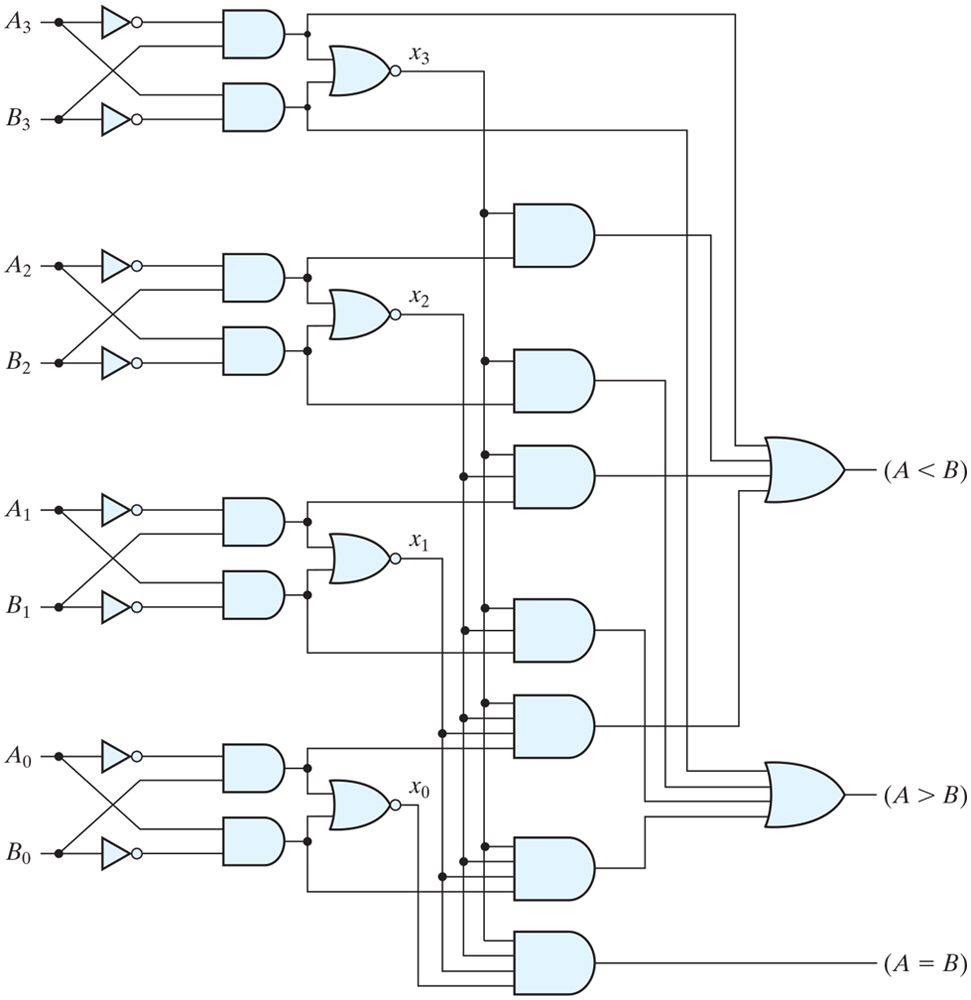 A₃
x₃
B₃
A₂
x₂
B₂
(A < B)
A₁
x₁
B₁
A₀
x₀
(A > B)
B₀
(A = B)